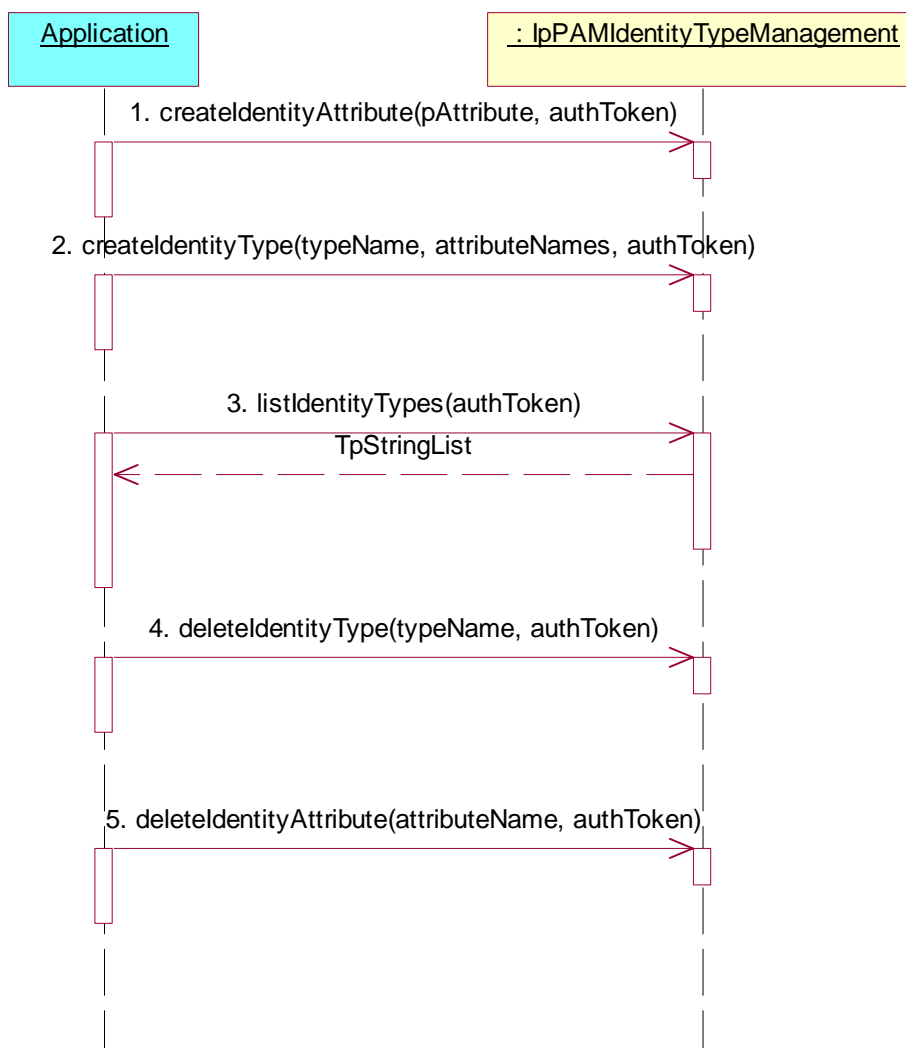 Application
: IpPAMIdentityTypeManagement
1. createIdentityAttribute(pAttribute, authToken)
2. createIdentityType(typeName, attributeNames, authToken)
3. listIdentityTypes(authToken)
TpStringList
4. deleteIdentityType(typeName, authToken)
5. deleteIdentityAttribute(attributeName, authToken)